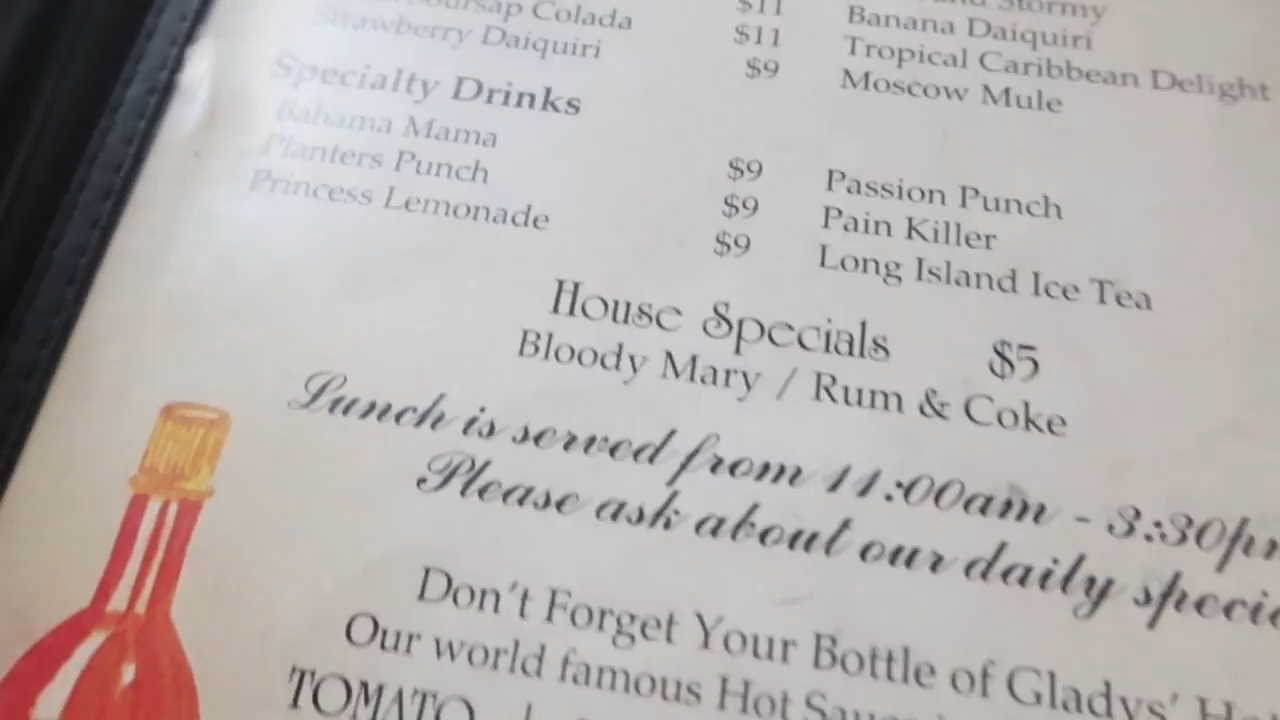 Colada $11
Strawberry Daiquiri $11
$9
Stormy
Banana Daiquiri
Tropical Caribbean Delight
Moscow Mule
Specialty Drinks
Bahama Mama $9
Planters Punch $9
Princess Lemonade $9
Passion Punch
Pain Killer
Long Island Ice Tea
House Specials $5
Bloody Mary / Rum & Coke
Lunch is served from 11:00am - 3:30p
Please ask about our daily speci
Don't Forget Your Bottle of Gladys'
Our world famous Hot
TOMATO